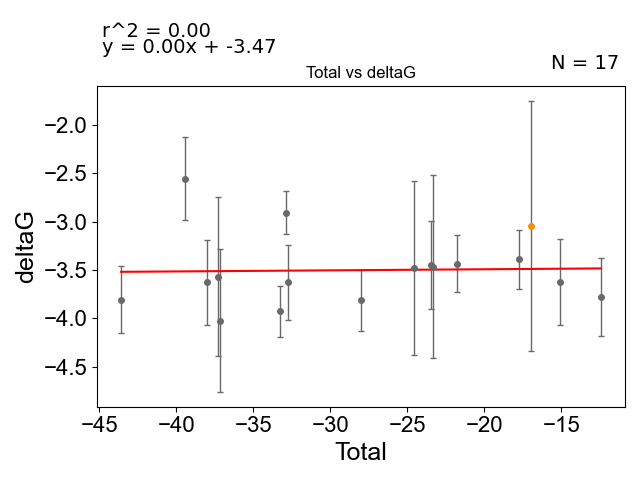 r^2 = 0.00
y = 0.00x + -3.47
N = 17
Total vs deltaG
deltaG
−2.0
−2.5
−3.0
−3.5
−4.0
−4.5
−45 −40 −35 −30 −25 −20 −15
Total